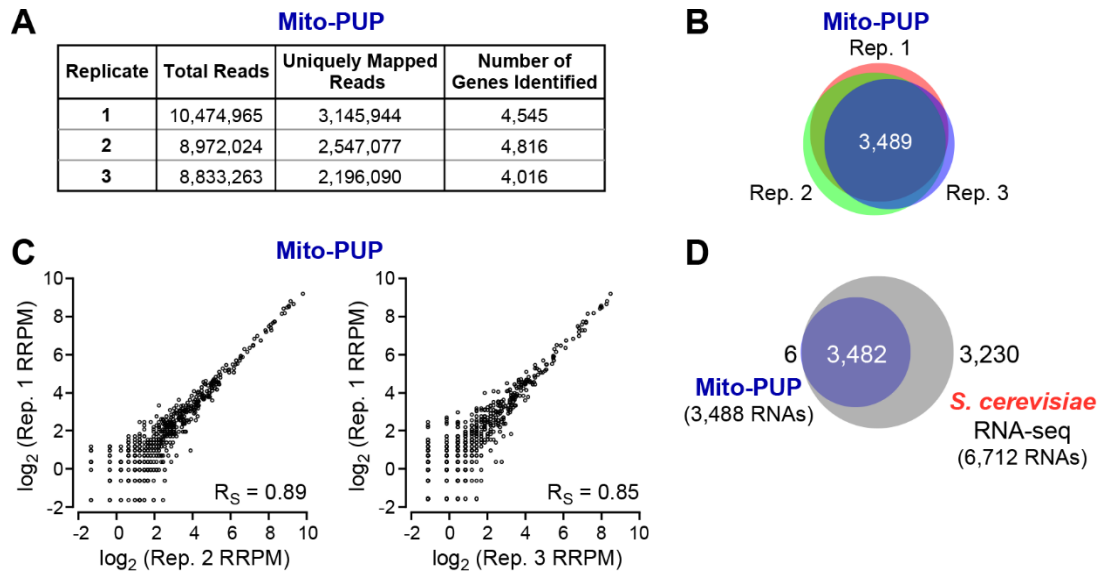 A
Mito-PUP
Replicate Total Reads Uniquely Mapped Reads Number of Genes Identified
1 10,474,965 3,145,944 4,545
2 8,972,024 2,547,077 4,816
3 8,833,263 2,196,090 4,016
B
Mito-PUP
Rep. 1
3,489
Rep. 2
Rep. 3
C
Mito-PUP
10
8
6
4
2
0
-2
log2 (Rep. 1 RRPM)
RS = 0.89
-2 0 2 4 6 8 10
log2 (Rep. 2 RRPM)
10
8
6
4
2
0
-2
log2 (Rep. 1 RRPM)
RS = 0.85
-2 0 2 4 6 8 10
log2 (Rep. 3 RRPM)
D
6
3,482
3,230
Mito-PUP
(3,488 RNAs)
S. cerevisiae
RNA-seq
(6,712 RNAs)